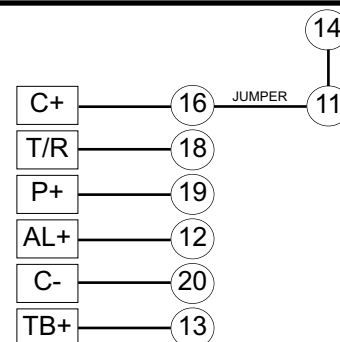 14
C+ 16 JUMPER 11
T/R 18
P+ 19
AL+ 12
C- 20
TB+ 13